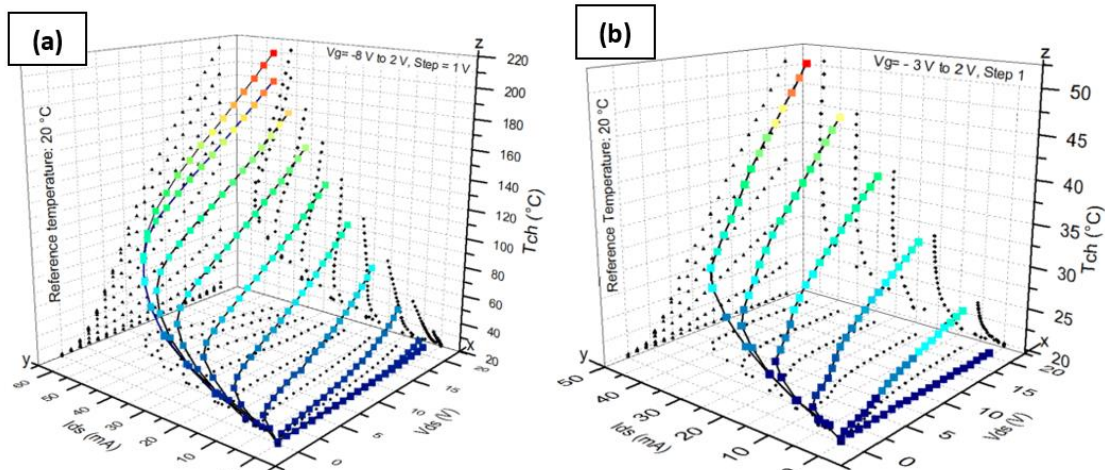 (a)
Vg= -8 V to 2 V, Step = 1 V
Reference temperature: 20 °C
z
220
200
180
160
140
120
100
80
60
40
Tch (°C)
x
20
15
10
5
0
Vds (V)
y
60
50
40
30
20
10
Ids (mA)
(b)
Vg= - 3 V to 2 V, Step 1
Reference Temperature: 20 °C
z
50
45
40
35
30
25
20
Tch (°C)
x
15
10
5
0
Vds (V)
y
50
40
30
20
10
Ids (mA)